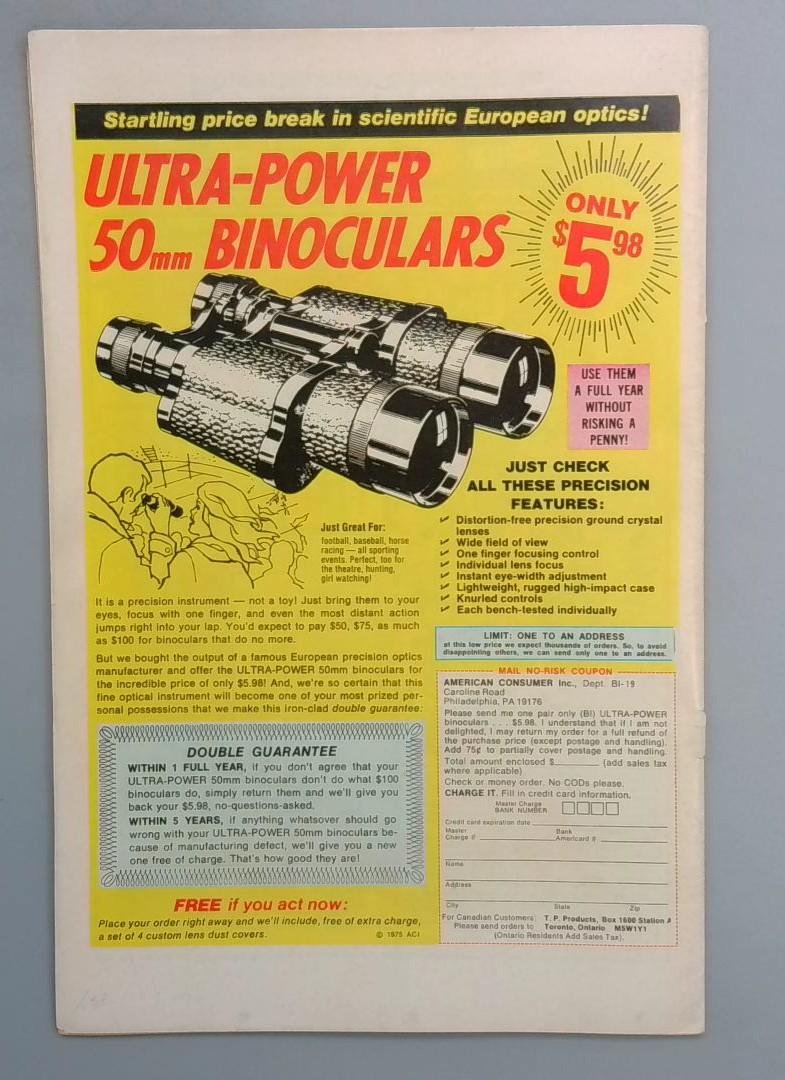 Startling price break in scientific European optics!
ULTRA-POWER
50mm BINOCULARS
ONLY
$5.98
USE THEM
A FULL YEAR
WITHOUT
RISKING A
PENNY!
JUST CHECK
ALL THESE PRECISION
FEATURES:
Distortion-free precision ground crystal
lenses
Wide field of view
One finger focusing control
Individual lens focus
Instant eye-width adjustment
Lightweight, rugged high-impact case
Knurled controls
Each bench-tested individually
Just Great For:
football, baseball, horse
racing — all sporting
events. Perfect, too for
the theatre, hunting,
girl watching!
It is a precision instrument — not a toy! Just bring them to your
eyes, focus with one finger, and even the most distant action
jumps right into your lap. You'd expect to pay $50, $75, as much
as $100 for binoculars that do no more.
But we bought the output of a famous European precision optics
manufacturer and offer the ULTRA-POWER 50mm binoculars for
the incredible price of only $5.98! And, we're so certain that this
fine optical instrument will become one of your most prized per-
sonal possessions that we make this iron-clad double guarantee:
DOUBLE GUARANTEE
WITHIN 1 FULL YEAR, if you don't agree that your
ULTRA-POWER 50mm binoculars don't do what $100
binoculars do, simply return them and we'll give you
back your $5.98, no-questions-asked.
WITHIN 5 YEARS, if anything whatsoever should go
wrong with your ULTRA-POWER 50mm binoculars be-
cause of manufacturing defect, we'll give you a new
one free of charge. That's how good they are!
FREE if you act now:
Place your order right away and we'll include, free of extra charge,
a set of 4 custom lens dust covers.
© 1975 ACI
LIMIT: ONE TO AN ADDRESS
at this low price we expect thousands of orders. So, to avoid
disappointing others, we can send only one to an address.
MAIL NO-RISK COUPON
AMERICAN CONSUMER Inc., Dept. BI-19
Caroline Road
Philadelphia, PA 19176
Please send me one pair only (BI) ULTRA-POWER
binoculars . . . $5.98. I understand that if I am not
delighted, I may return my order for a full refund of
the purchase price (except postage and handling).
Add 75¢ to partially cover postage and handling.
Total amount enclosed $ (add sales tax
where applicable)
Check or money order. No CODs please.
CHARGE IT. Fill in credit card information.
Master Charge
BANK NUMBER
Credit card expiration date
Master Charge #
Bank Americard #
Name
Address
City State Zip
For Canadian Customers: T. P. Products, Box 1600 Station A
Please send orders to Toronto, Ontario M5W1Y1
(Ontario Residents Add Sales Tax).